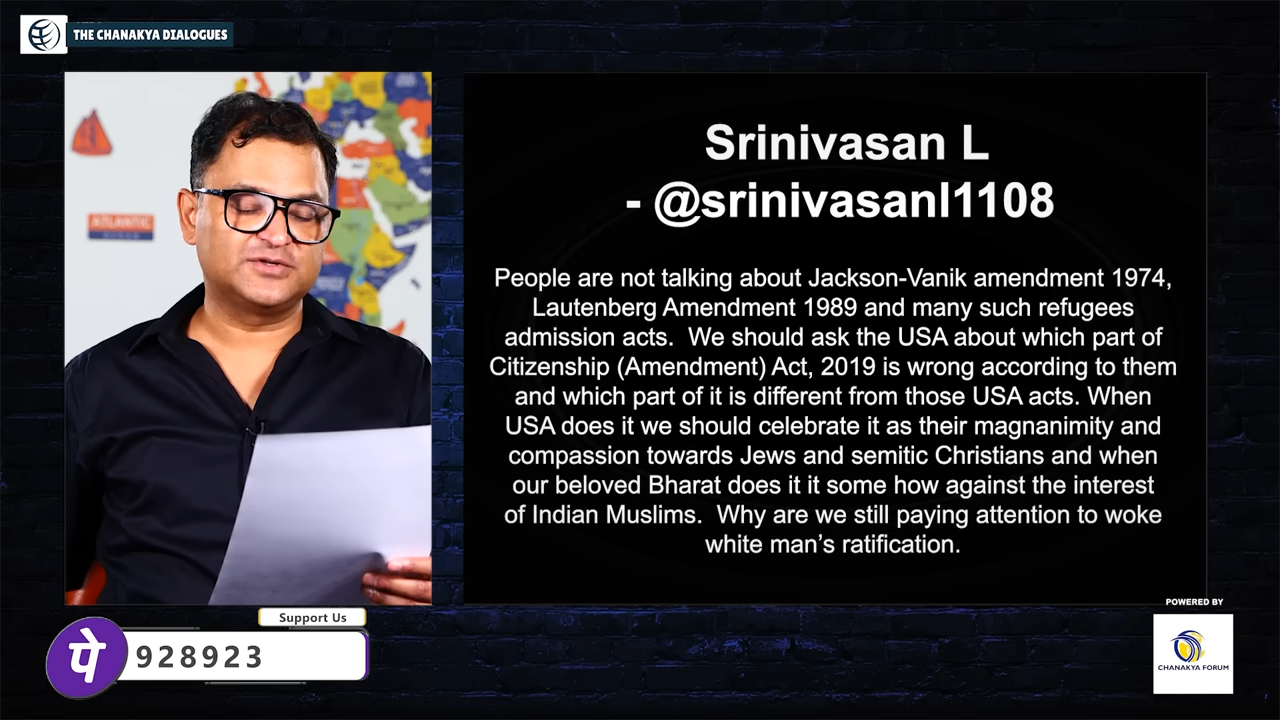 THE CHANAKYA DIALOGUES
ATLANTIC
Srinivasan L
- @srinivasanl1108
People are not talking about Jackson-Vanik amendment 1974,
Lautenberg Amendment 1989 and many such refugees
admission acts. We should ask the USA about which part of
Citizenship (Amendment) Act, 2019 is wrong according to them
and which part of it is different from those USA acts. When
USA does it we should celebrate it as their magnanimity and
compassion towards Jews and semitic Christians and when
our beloved Bharat does it it some how against the interest
of Indian Muslims. Why are we still paying attention to woke
white man's ratification.
Support Us
पे
928923
POWERED BY
CHANAKYA FORUM